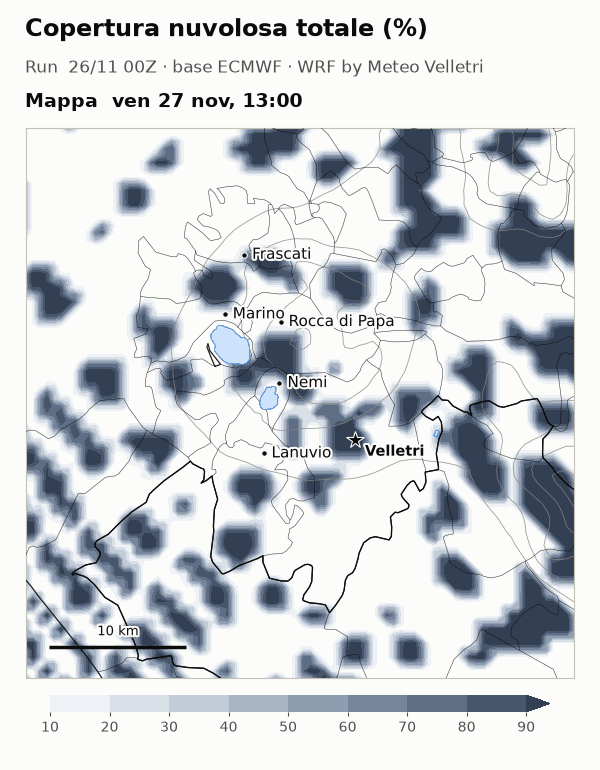 Copertura nuvolosa totale (%)
Run  26/11 00Z · base ECMWF · WRF by Meteo Velletri
Mappa  ven 27 nov, 13:00
Frascati
Marino
Rocca di Papa
Nemi
Velletri
Lanuvio
10 km
10 20 30 40 50 60 70 80 90